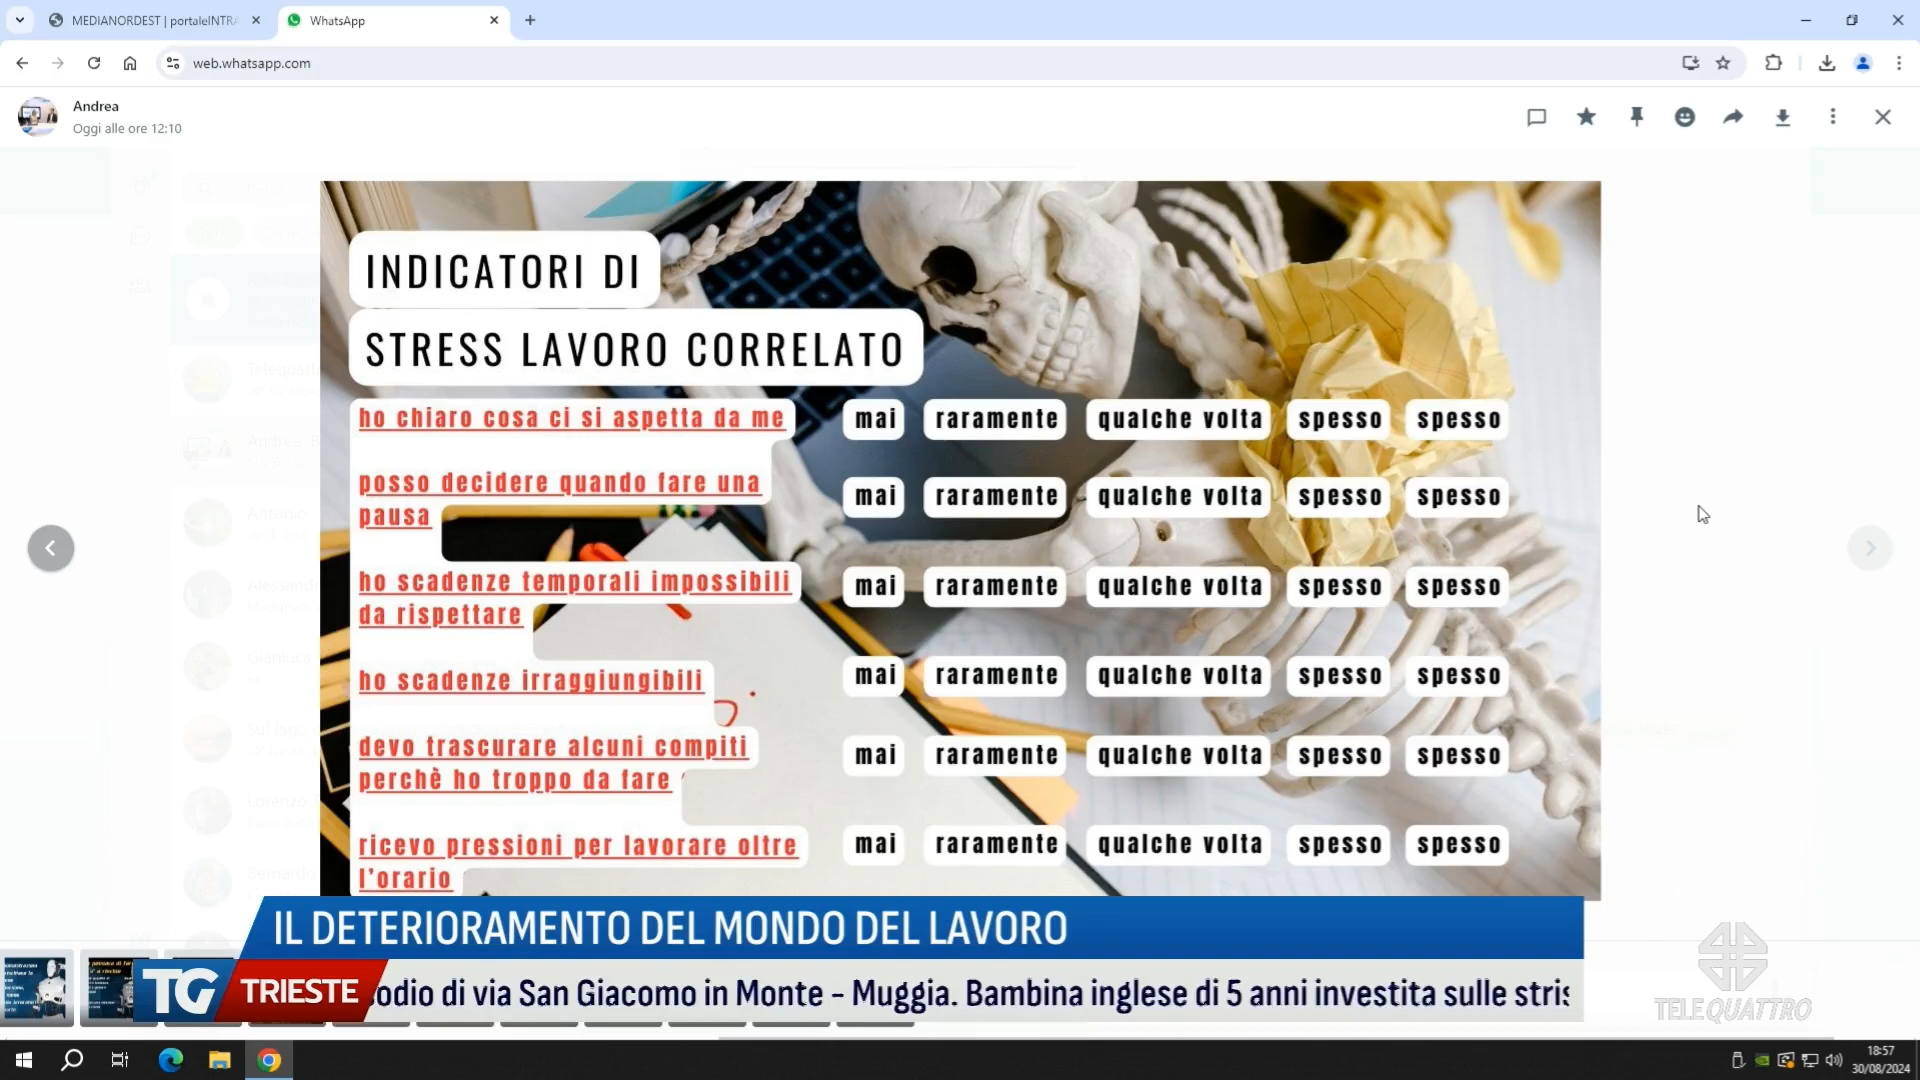 MEDIANORDEST | portaleINTRA
WhatsApp
web.whatsapp.com
Andrea
Oggi alle ore 12:10
INDICATORI DI
STRESS LAVORO CORRELATO
ho chiaro cosa ci si aspetta da me
mai raramente qualche volta spesso spesso
posso decidere quando fare una
pausa
mai raramente qualche volta spesso spesso
ho scadenze temporali impossibili
da rispettare
mai raramente qualche volta spesso spesso
ho scadenze irraggiungibili
mai raramente qualche volta spesso spesso
devo trascurare alcuni compiti
perchè ho troppo da fare
mai raramente qualche volta spesso spesso
ricevo pressioni per lavorare oltre
l'orario
mai raramente qualche volta spesso spesso
IL DETERIORAMENTO DEL MONDO DEL LAVORO
TG TRIESTE
odio di via San Giacomo in Monte - Muggia. Bambina inglese di 5 anni investita sulle stris
TELEQUATTRO
18:57
30/08/2024